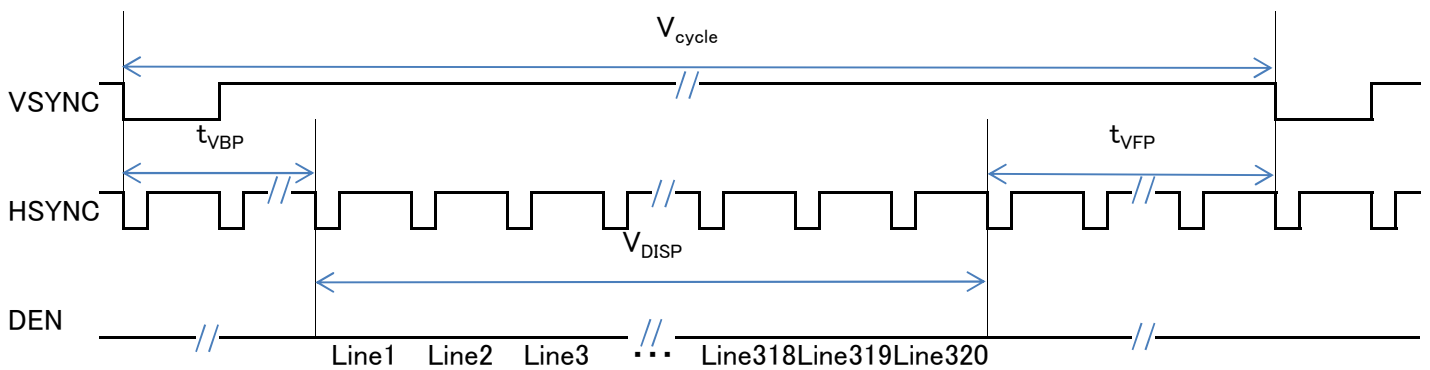 Vcycle
VSYNC
tVBP
tVFP
HSYNC
VDISP
DEN
Line1 Line2 Line3 ... Line318Line319Line320